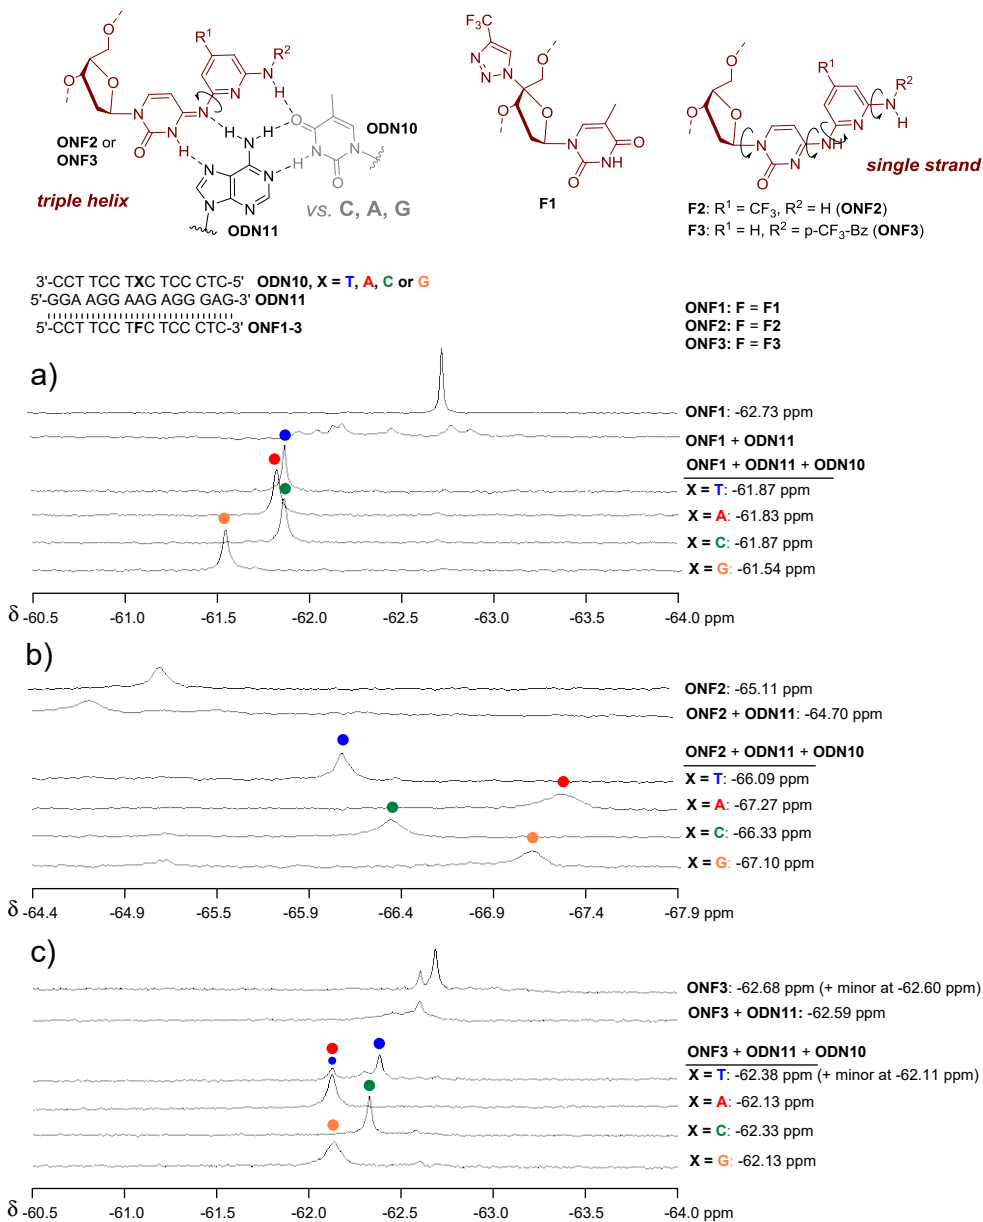 F₃C
N
N
N
O
O
O
N
O
N
O
NH
F1
R¹
R²
O
O
O
N
N
H
N
N
N
O
H
H
H
N
O
N
H
N
O
ODN10
ONF2 or
ONF3
triple helix
N
N
N
N
ODN11
vs. C, A, G
R¹
R²
O
O
O
N
N
O
NH
N
N
H
single strand
F2: R¹ = CF₃, R² = H (ONF2)
F3: R¹ = H, R² = p-CF₃-Bz (ONF3)
3'-CCT TCC TXC TCC CTC-5' ODN10, X = T, A, C or G
5'-GGA AGG AAG AGG GAG-3' ODN11
5'-CCT TCC TFC TCC CTC-3' ONF1-3
ONF1: F = F1
ONF2: F = F2
ONF3: F = F3
a)
ONF1: -62.73 ppm
ONF1 + ODN11
ONF1 + ODN11 + ODN10
X = T: -61.87 ppm
X = A: -61.83 ppm
X = C: -61.87 ppm
X = G: -61.54 ppm
δ -60.5 -61.0 -61.5 -62.0 -62.5 -63.0 -63.5 -64.0 ppm
b)
ONF2: -65.11 ppm
ONF2 + ODN11: -64.70 ppm
ONF2 + ODN11 + ODN10
X = T: -66.09 ppm
X = A: -67.27 ppm
X = C: -66.33 ppm
X = G: -67.10 ppm
δ -64.4 -64.9 -65.5 -65.9 -66.4 -66.9 -67.4 -67.9 ppm
c)
ONF3: -62.68 ppm (+ minor at -62.60 ppm)
ONF3 + ODN11: -62.59 ppm
ONF3 + ODN11 + ODN10
X = T: -62.38 ppm (+ minor at -62.11 ppm)
X = A: -62.13 ppm
X = C: -62.33 ppm
X = G: -62.13 ppm
δ -60.5 -61.0 -61.5 -62.0 -62.5 -63.0 -63.5 -64.0 ppm